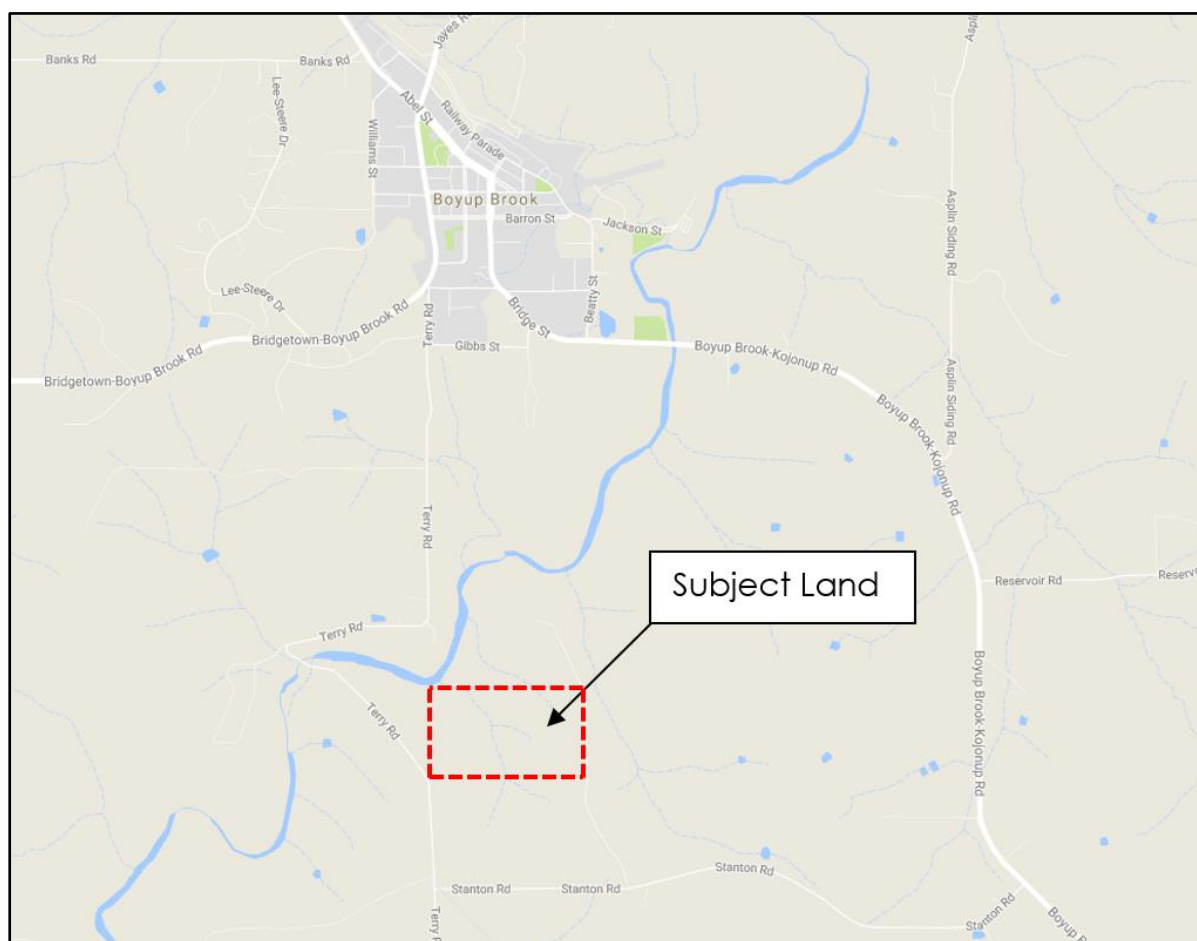 Jayes Rd
Asplin
Banks Rd
Banks Rd
Lee-Steere Dr
Abel St
Railway Parade
Williams St
Boyup Brook
Barron St
Jackson St
Asplin Siding Rd
Lee-Steere Dr
Beatty St
Bridge St
Terry Rd
Bridgetown-Boyup Brook Rd
Gibbs St
Boyup Brook-Kojonup Rd
Bridgetown-Boyup Brook Rd
Asplin Siding Rd
Boyup Brook-Kojonup Rd
Terry Rd
Subject Land
Reservoir Rd
Reserv
Terry Rd
Terry Rd
Boyup Brook-Kojonup Rd
Stanton Rd
Stanton Rd
Stanton Rd
Stanton Rd
Terry R
Boyup B